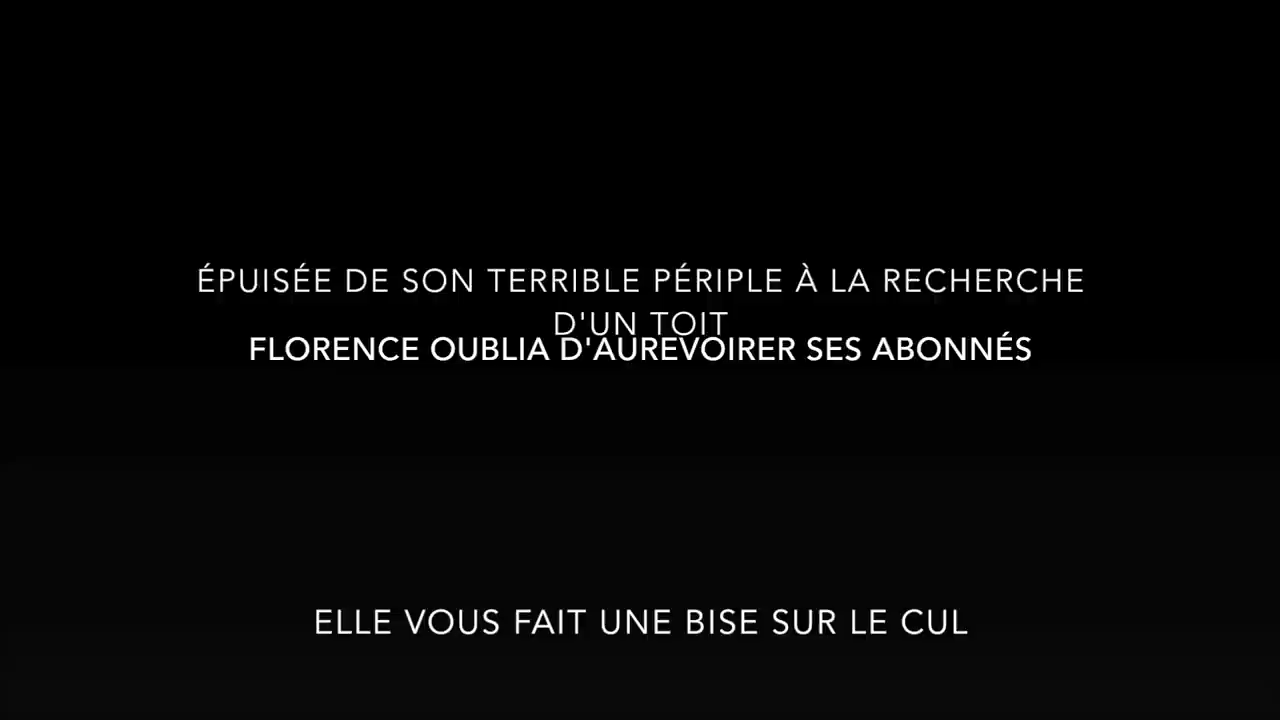 ÉPUISÉE DE SON TERRIBLE PÉRIPLE À LA RECHERCHE
D'UN TOIT
FLORENCE OUBLIA D'AUREVOIRER SES ABONNÉS
ELLE VOUS FAIT UNE BISE SUR LE CUL